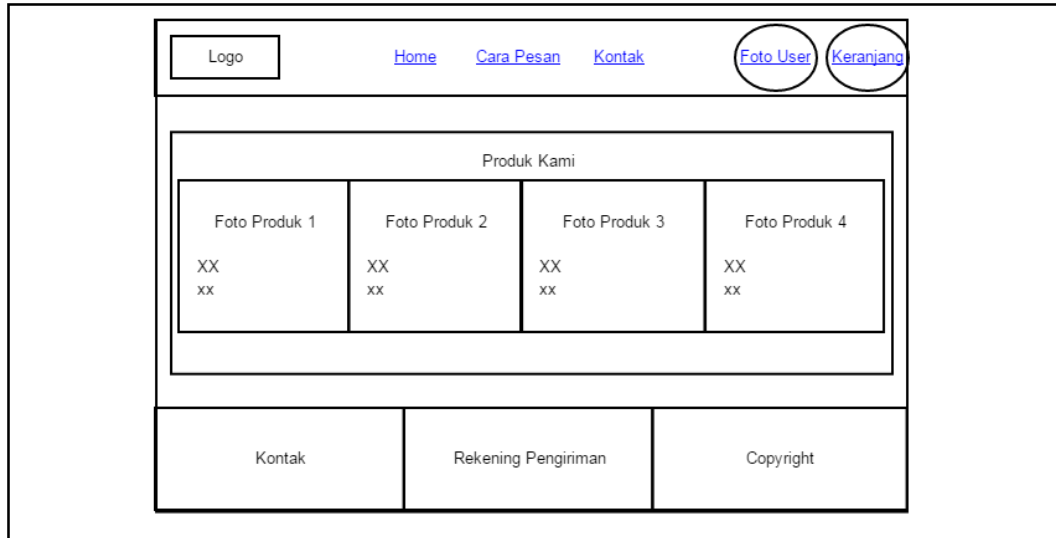 Logo
Home
Cara Pesan
Kontak
Foto User
Keranjang
Produk Kami
Foto Produk 1
XX
xx
Foto Produk 2
XX
xx
Foto Produk 3
XX
xx
Foto Produk 4
XX
xx
Kontak
Rekening Pengiriman
Copyright